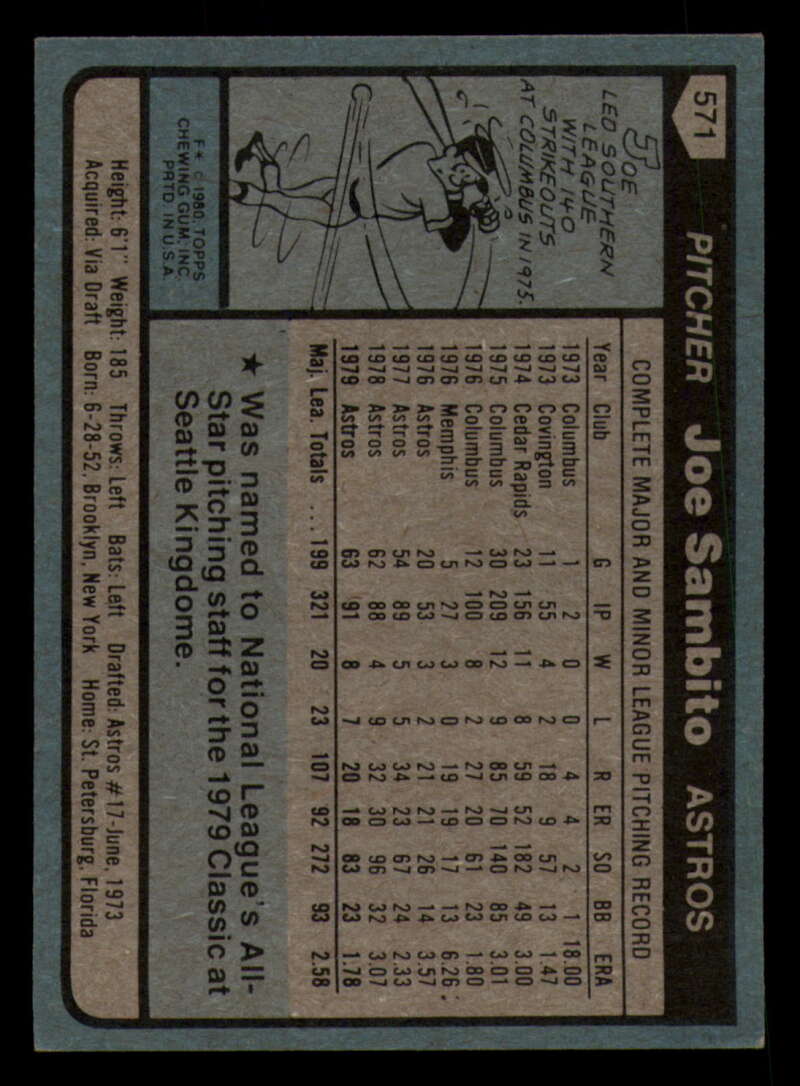 571
PITCHER Joe Sambito ASTROS
JOE
LED SOUTHERN
LEAGUE
WITH 140
STRIKEOUTS
AT COLUMBUS IN 1975.
F* © 1980 TOPPS
CHEWING GUM, INC.
PRTD. IN U.S.A.
COMPLETE MAJOR AND MINOR LEAGUE PITCHING RECORD
Year Club G IP W L R ER SO BB ERA
1973 Columbus 1 2 0 0 4 4 2 1 18.00
1973 Covington 11 55 4 2 18 9 57 13 1.47
1974 Cedar Rapids 23 156 11 8 59 52 182 49 3.00
1975 Columbus 30 209 12 9 85 70 140 85 3.01
1976 Columbus 12 100 8 2 27 20 61 23 1.80
1976 Memphis 5 27 3 0 19 19 17 13 6.26
1976 Astros 20 53 3 2 21 21 26 14 3.57
1977 Astros 54 89 5 5 34 23 67 24 2.33
1978 Astros 62 88 4 9 32 30 96 32 3.07
1979 Astros 63 91 8 7 20 18 83 23 1.78
Maj. Lea. Totals ... 199 321 20 23 107 92 272 93 2.58
★ Was named to National League's All-
Star pitching staff for the 1979 Classic at
Seattle Kingdome.
Height: 6'1" Weight: 185 Throws: Left Bats: Left Drafted: Astros #17-June, 1973
Acquired: Via Draft Born: 6-28-52, Brooklyn, New York Home: St. Petersburg, Florida